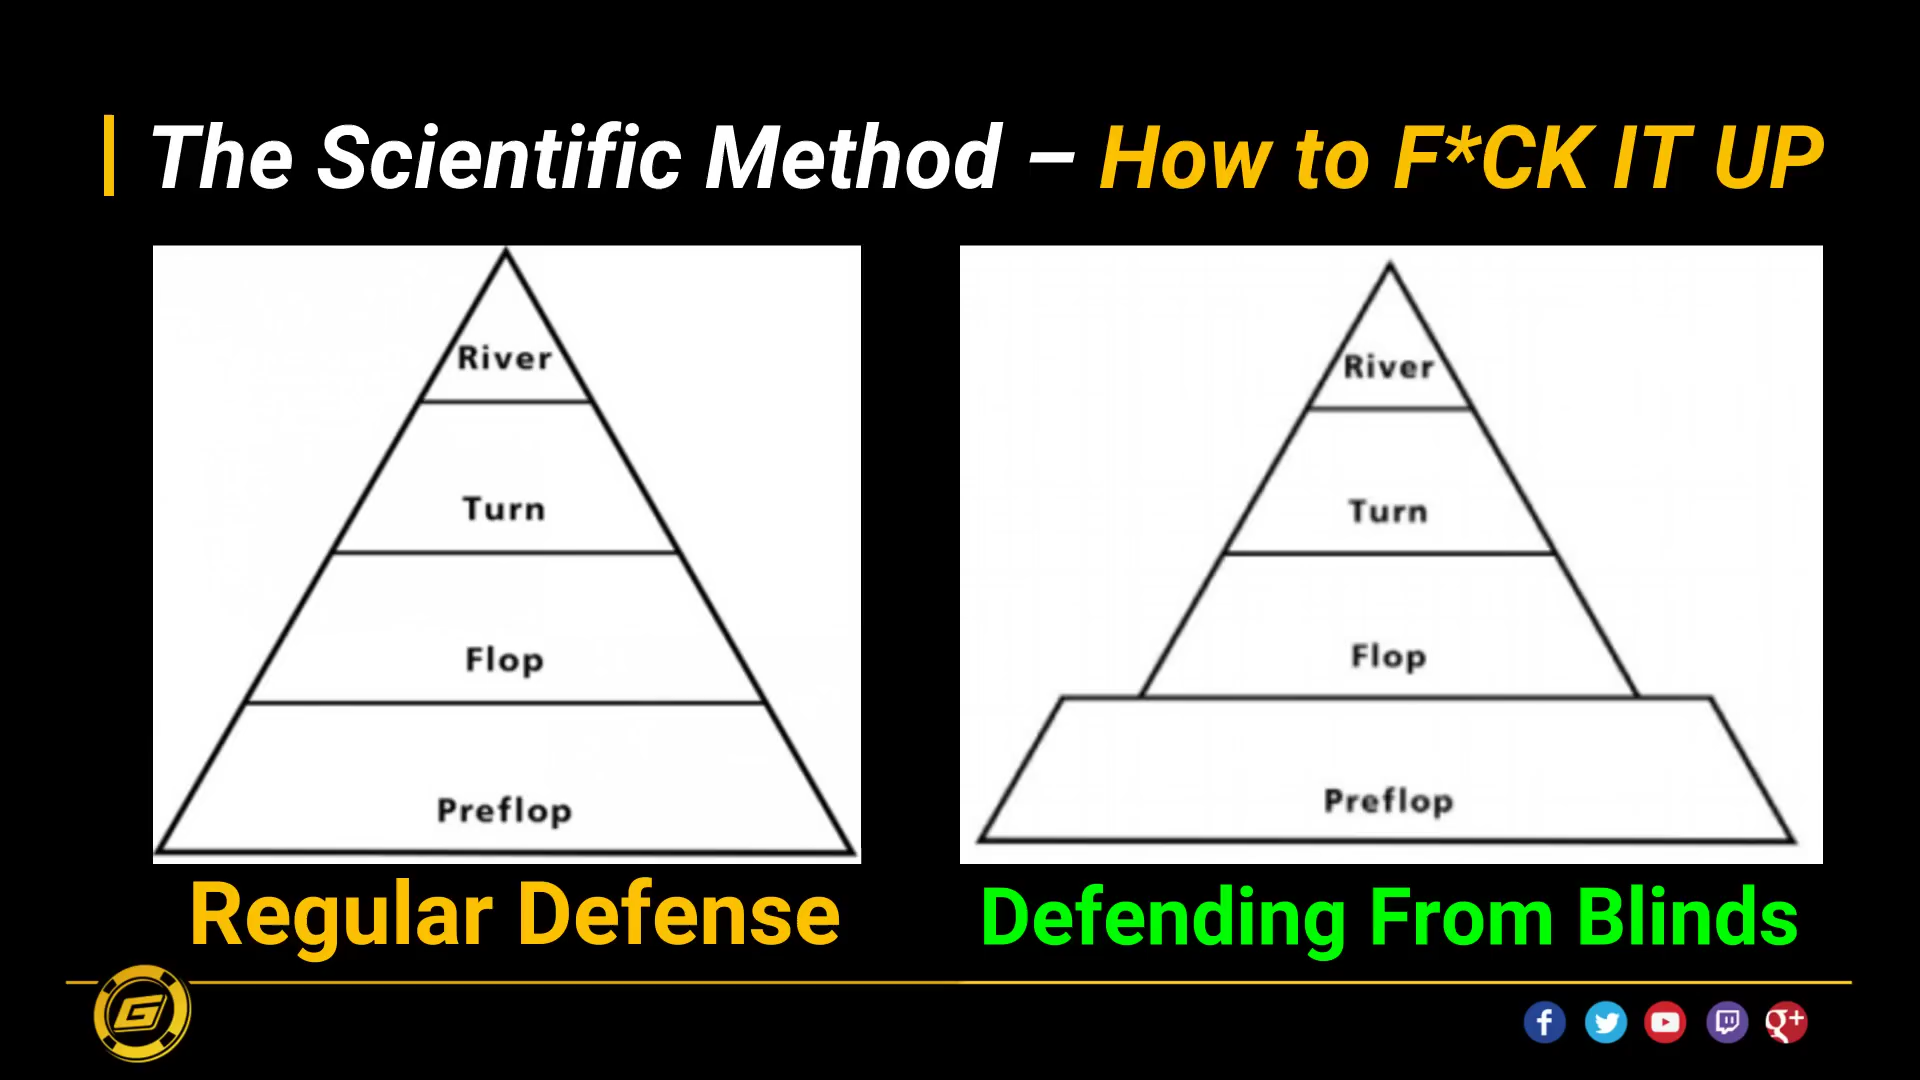 The Scientific Method – How to F*CK IT UP
River
Turn
Flop
Preflop
Regular Defense
River
Turn
Flop
Preflop
Defending From Blinds
G
f
g+